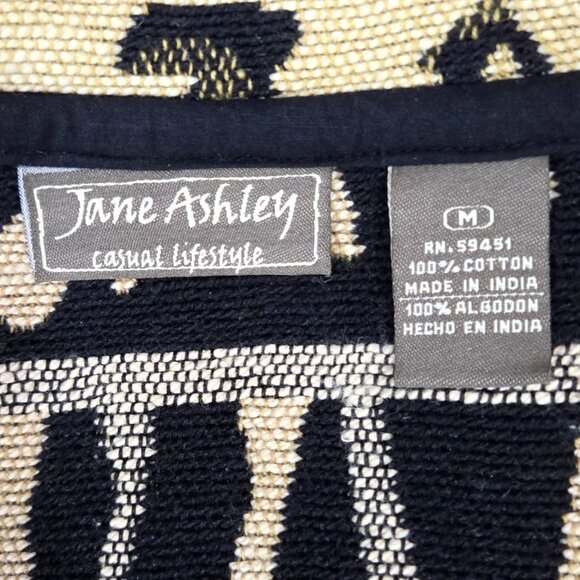 Jane Ashley
casual lifestyle
M
RN. 59451
100% COTTON
MADE IN INDIA
100% ALGODON
HECHO EN INDIA